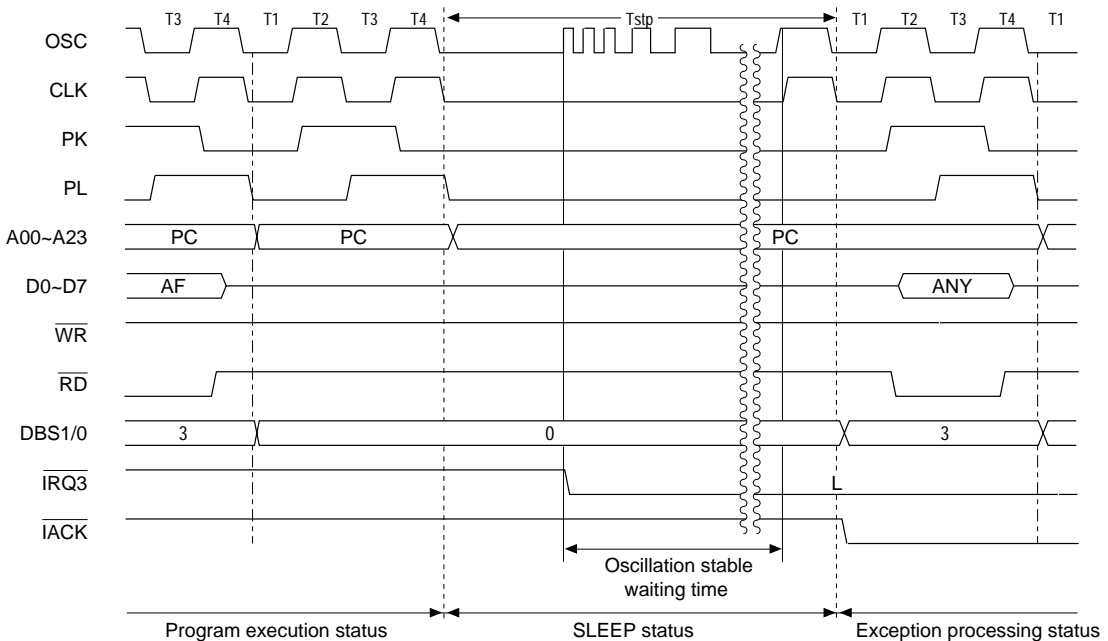 T3 T4 T1 T2 T3 T4 Tstp T1 T2 T3 T4 T1
OSC
CLK
PK
PL
A00~A23 PC PC PC
D0~D7 AF ANY
WR
RD
DBS1/0 3 0 3
IRQ3 L
IACK
Oscillation stable
waiting time
Program execution status SLEEP status Exception processing status